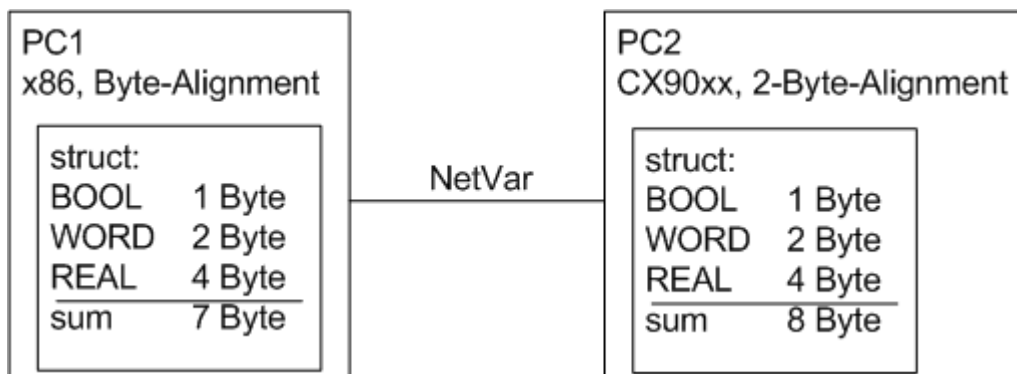 PC1
x86, Byte-Alignment
struct:
BOOL 1 Byte
WORD 2 Byte
REAL 4 Byte
sum 7 Byte
NetVar
PC2
CX90xx, 2-Byte-Alignment
struct:
BOOL 1 Byte
WORD 2 Byte
REAL 4 Byte
sum 8 Byte